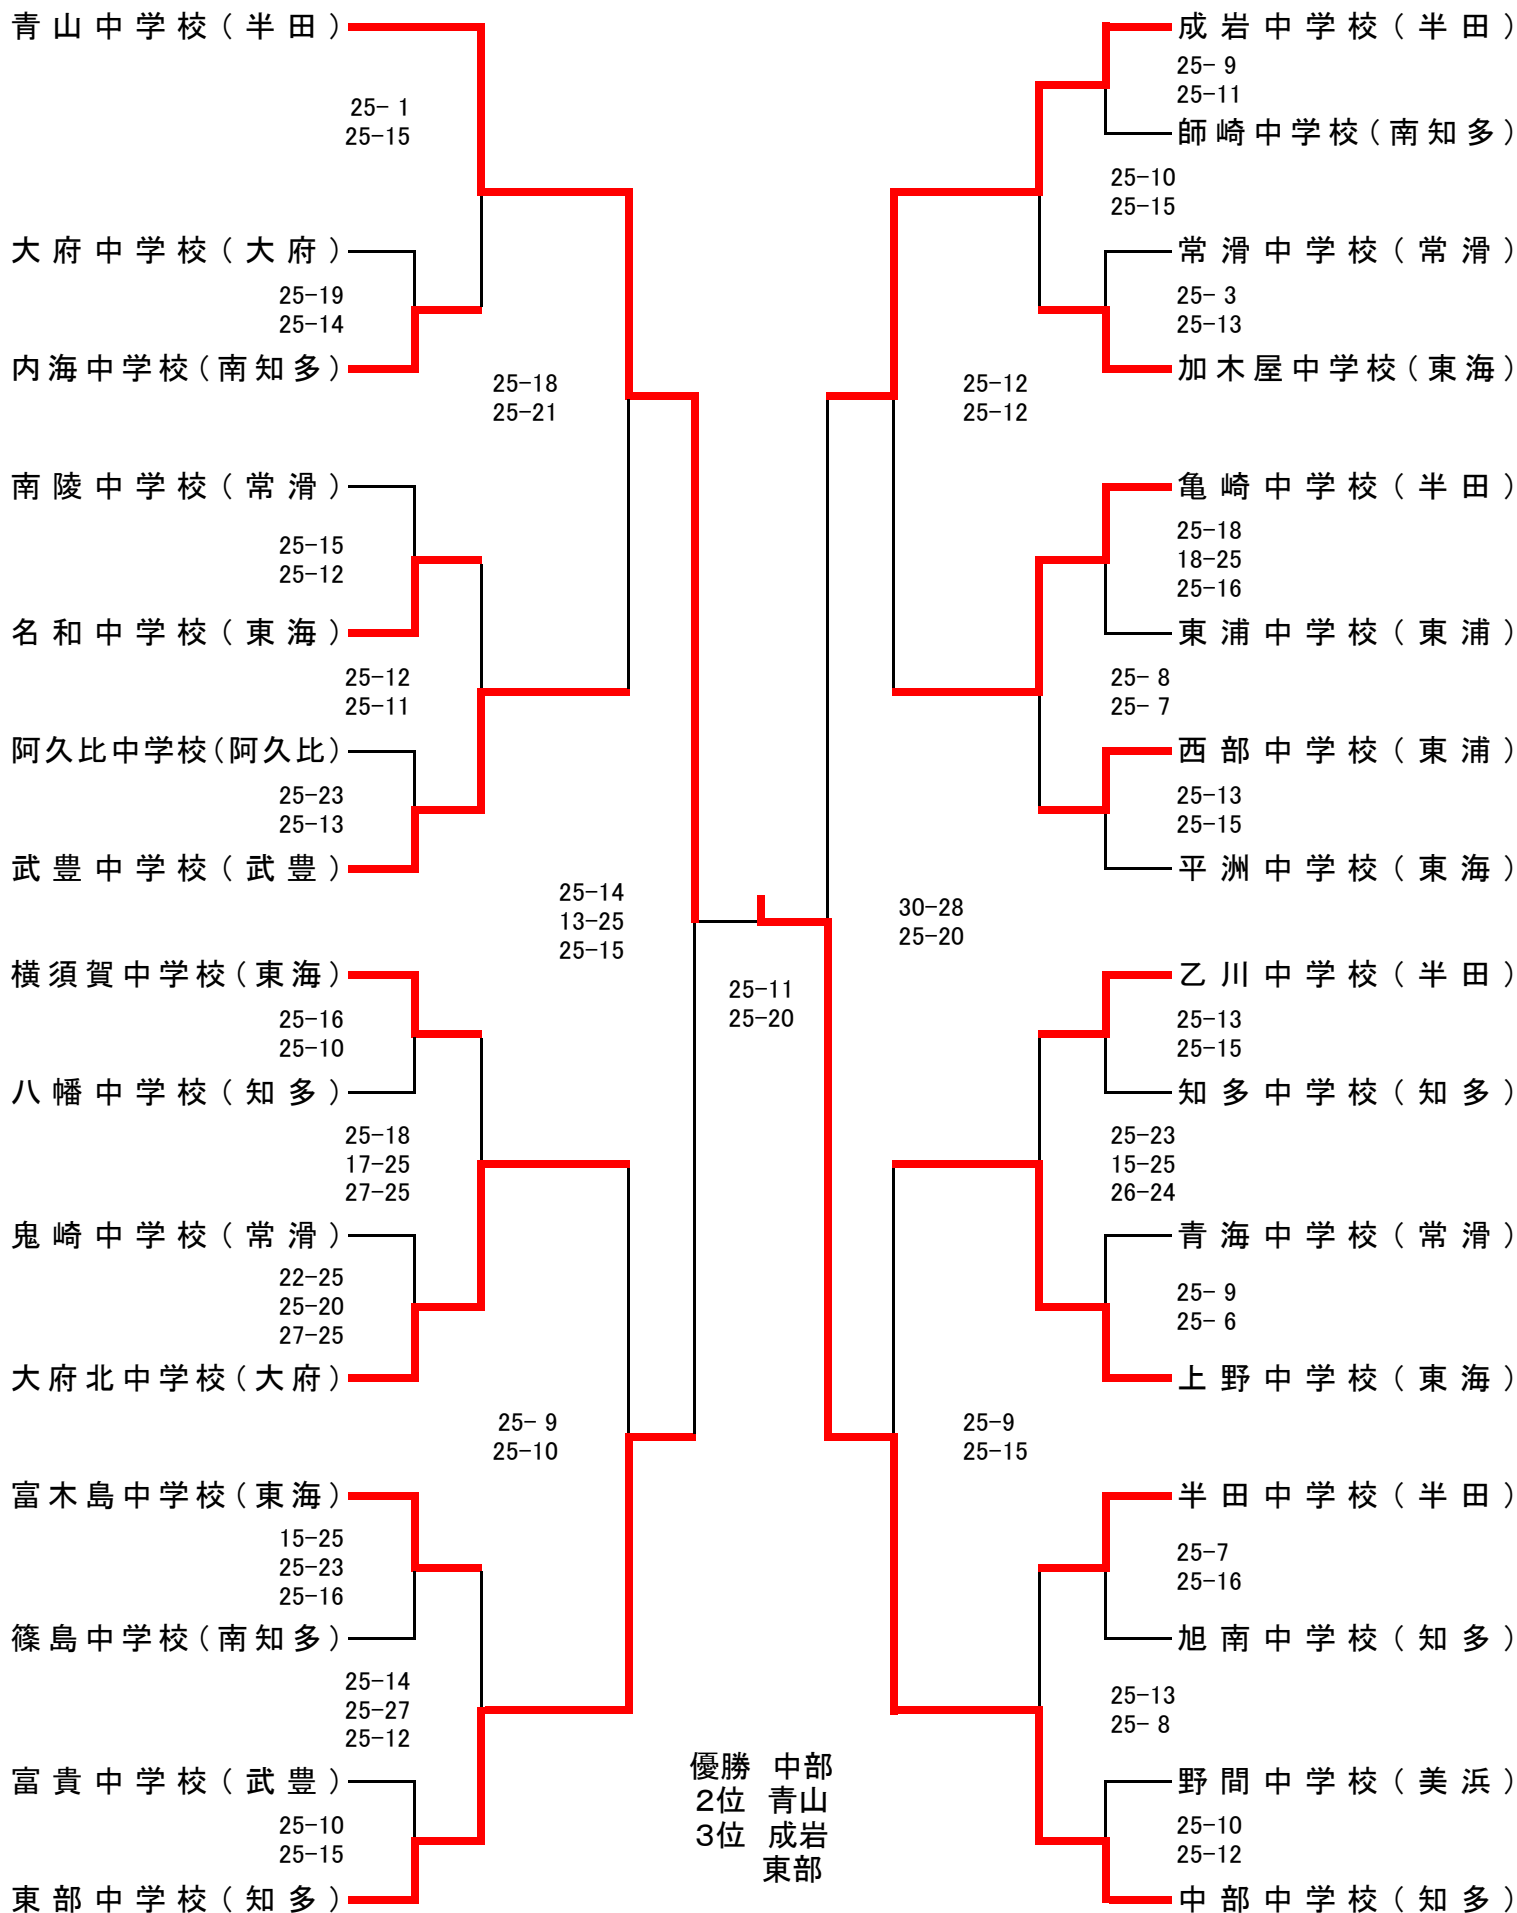 青山中学校(半田)
25- 1
25-15
大府中学校(大府)
25-19
25-14
内海中学校(南知多)
25-18
25-21
南陵中学校(常滑)
25-15
25-12
名和中学校(東海)
25-12
25-11
阿久比中学校(阿久比)
25-23
25-13
武豊中学校(武豊)
25-14
13-25
25-15
横須賀中学校(東海)
25-16
25-10
八幡中学校(知多)
25-18
17-25
27-25
鬼崎中学校(常滑)
22-25
25-20
27-25
大府北中学校(大府)
25- 9
25-10
富木島中学校(東海)
15-25
25-23
25-16
篠島中学校(南知多)
25-14
25-27
25-12
富貴中学校(武豊)
25-10
25-15
東部中学校(知多)
25-11
25-20
優勝 中部
2位 青山
3位 成岩
東部
成岩中学校(半田)
25- 9
25-11
師崎中学校(南知多)
25-10
25-15
常滑中学校(常滑)
25- 3
25-13
加木屋中学校(東海)
25-12
25-12
亀崎中学校(半田)
25-18
18-25
25-16
東浦中学校(東浦)
25- 8
25- 7
西部中学校(東浦)
25-13
25-15
平洲中学校(東海)
30-28
25-20
乙川中学校(半田)
25-13
25-15
知多中学校(知多)
25-23
15-25
26-24
青海中学校(常滑)
25- 9
25- 6
上野中学校(東海)
25-9
25-15
半田中学校(半田)
25-7
25-16
旭南中学校(知多)
25-13
25- 8
野間中学校(美浜)
25-10
25-12
中部中学校(知多)